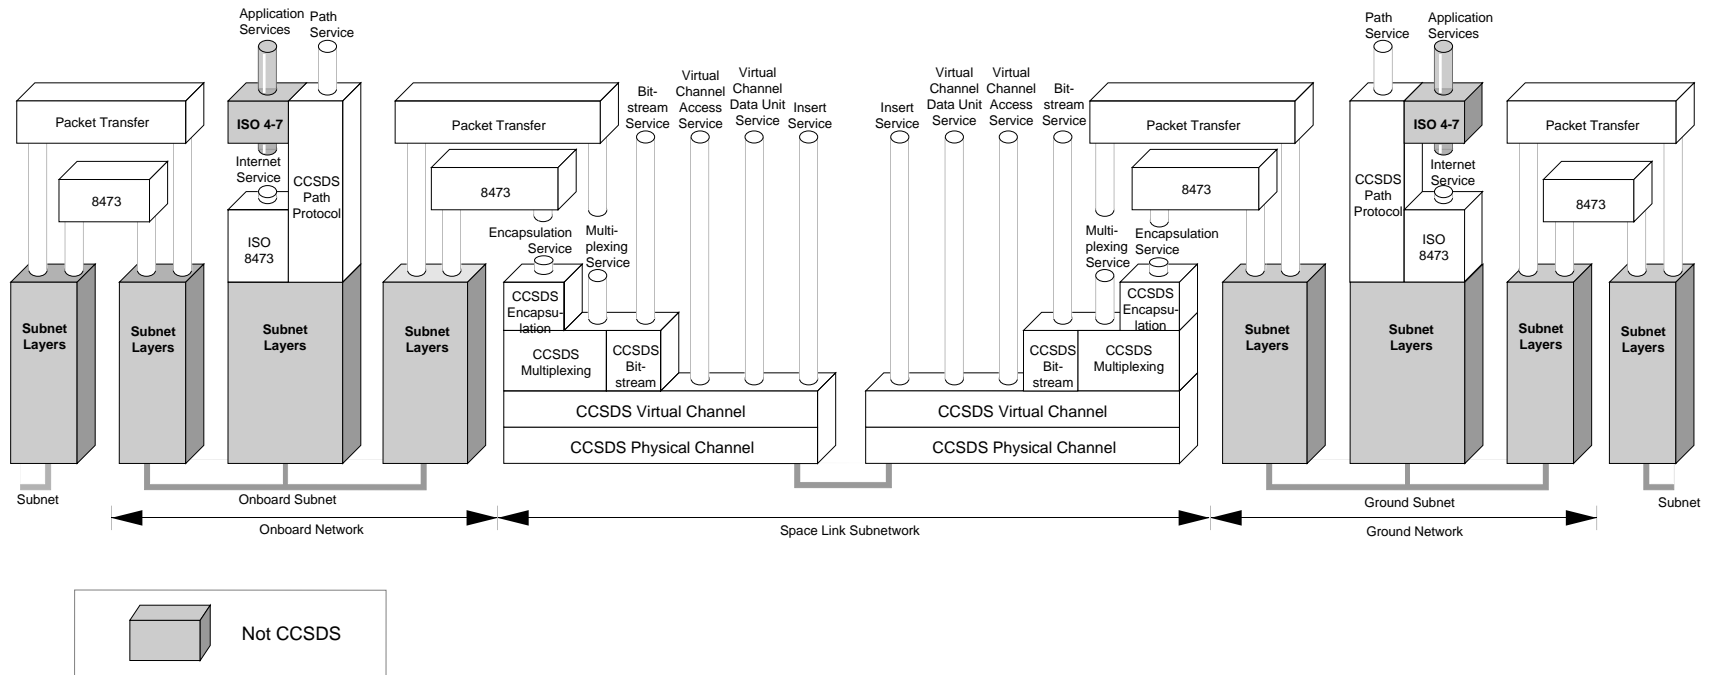 Application
Services
Path
Service
Packet Transfer
8473
ISO 4-7
Internet
Service
CCSDS
Path
Protocol
ISO
8473
Packet Transfer
8473
Bit-
stream
Service
Virtual
Channel
Access
Service
Virtual
Channel
Data Unit
Service
Insert
Service
Encapsulation
Service
Multi-
plexing
Service
CCSDS
Encapsu-
lation
CCSDS
Multiplexing
CCSDS
Bit-
stream
CCSDS Virtual Channel
CCSDS Physical Channel
Subnet
Layers
Subnet
Layers
Subnet
Layers
Subnet
Layers
Insert
Service
Virtual
Channel
Data Unit
Service
Virtual
Channel
Access
Service
Bit-
stream
Service
Packet Transfer
8473
Multi-
plexing
Service
Encapsulation
Service
CCSDS
Encapsu-
lation
CCSDS
Bit-
stream
CCSDS
Multiplexing
CCSDS Virtual Channel
CCSDS Physical Channel
Path
Service
Application
Services
ISO 4-7
Internet
Service
CCSDS
Path
Protocol
ISO
8473
Packet Transfer
8473
Subnet
Layers
Subnet
Layers
Subnet
Layers
Subnet
Layers
Subnet
Onboard Subnet
Ground Subnet
Subnet
Onboard Network
Space Link Subnetwork
Ground Network
Not CCSDS